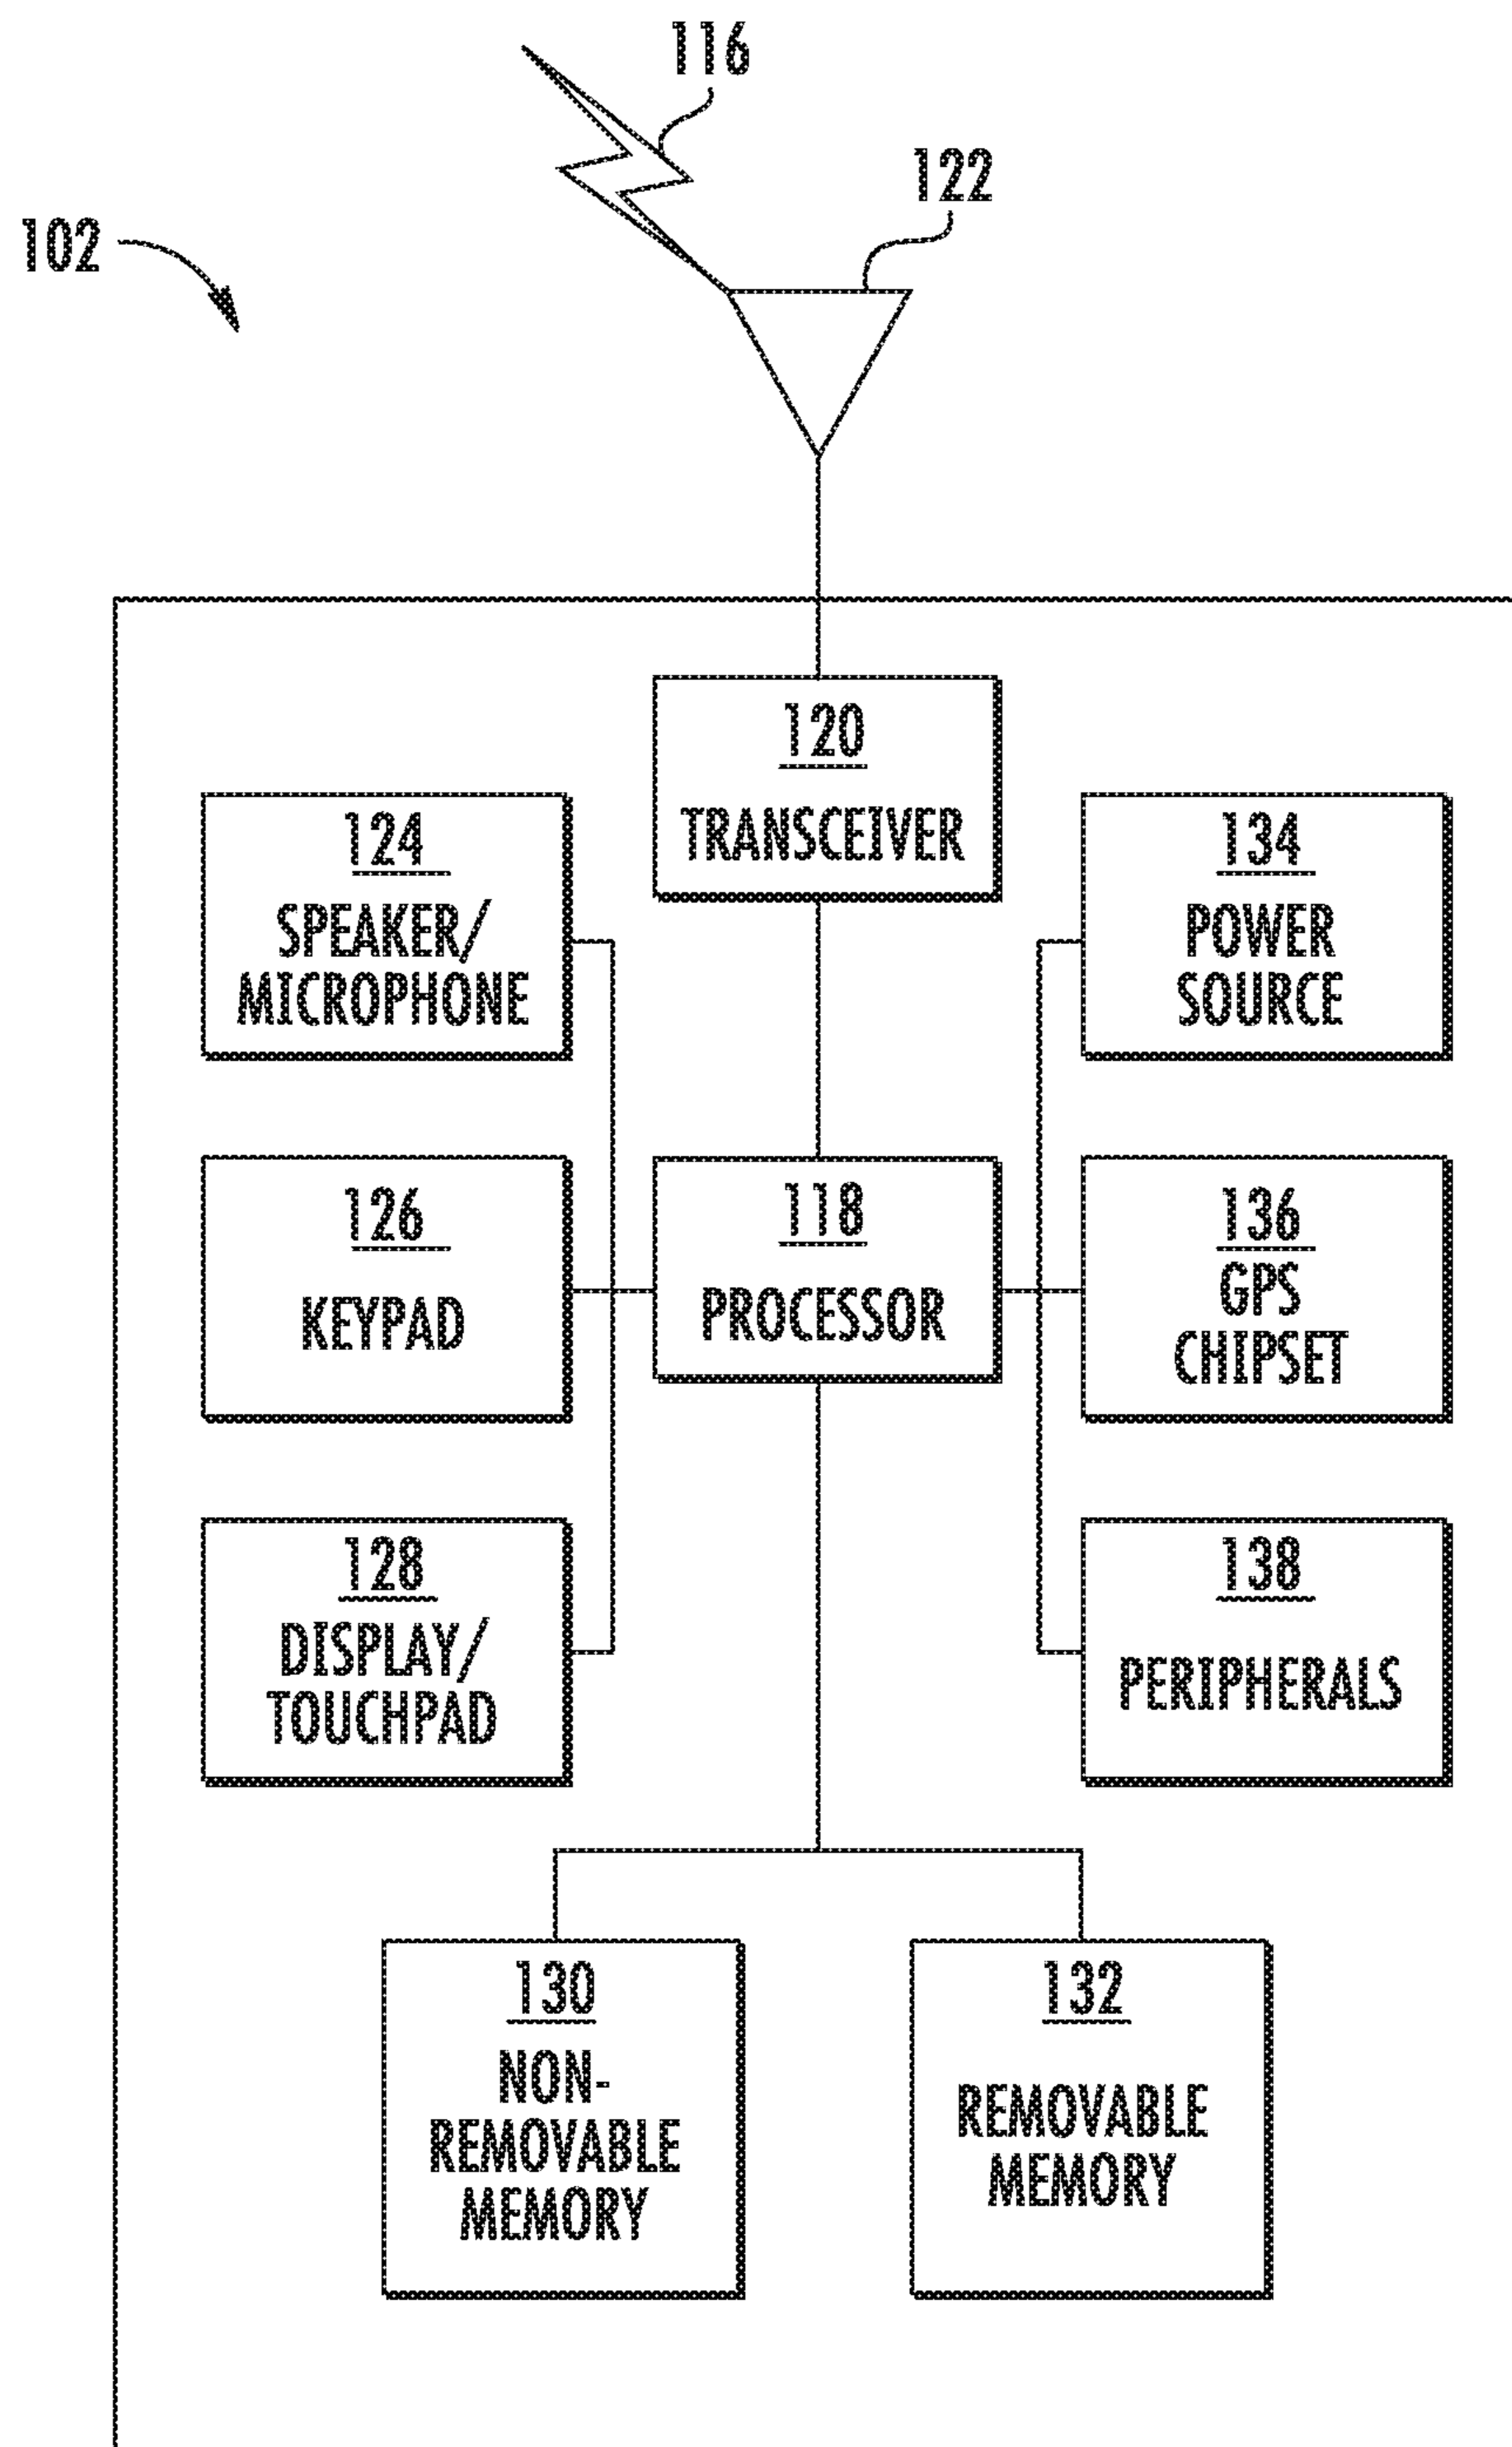 116
122
102
120
TRANSCEIVER
124
SPEAKER/
MICROPHONE
134
POWER
SOURCE
126
KEYPAD
118
PROCESSOR
136
GPS
CHIPSET
128
DISPLAY/
TOUCHPAD
138
PERIPHERALS
130
NON-
REMOVABLE
MEMORY
132
REMOVABLE
MEMORY